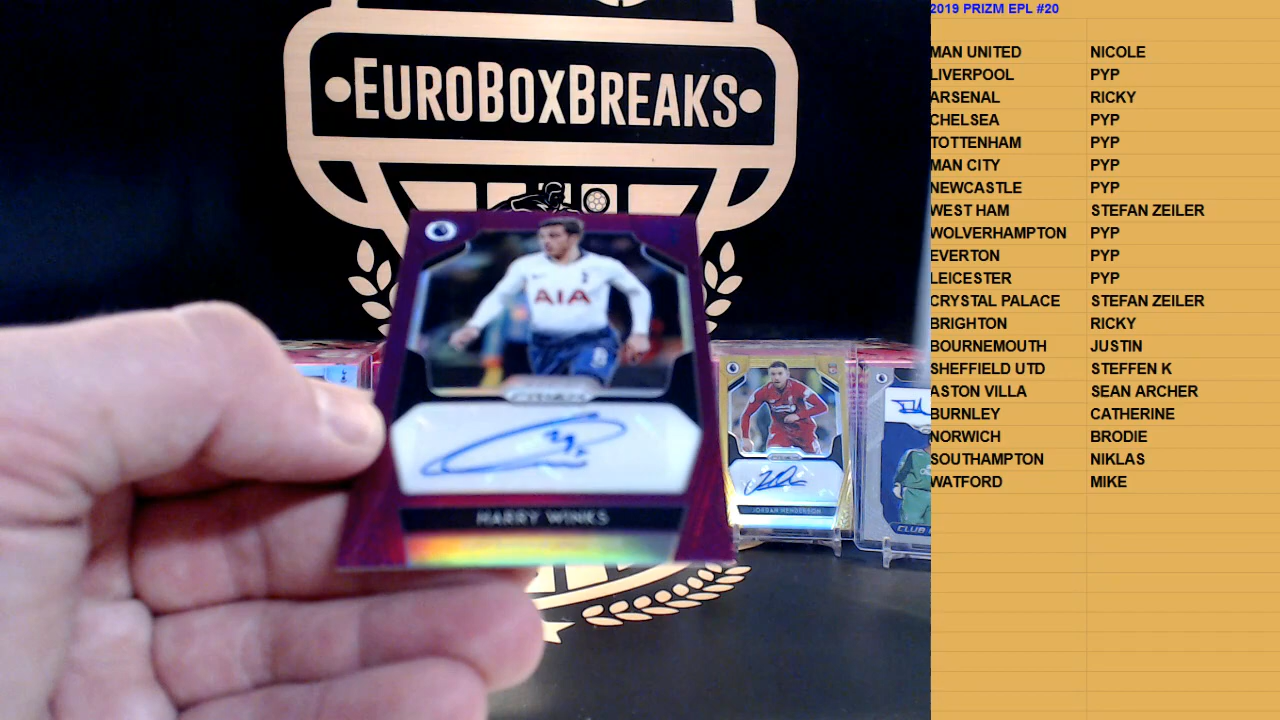 EUROBOXBREAKS
AIA
HARRY WINKS
JORDAN HENDERSON
CLUB
2019 PRIZM EPL #20
MAN UNITED NICOLE
LIVERPOOL PYP
ARSENAL RICKY
CHELSEA PYP
TOTTENHAM PYP
MAN CITY PYP
NEWCASTLE PYP
WEST HAM STEFAN ZEILER
WOLVERHAMPTON PYP
EVERTON PYP
LEICESTER PYP
CRYSTAL PALACE STEFAN ZEILER
BRIGHTON RICKY
BOURNEMOUTH JUSTIN
SHEFFIELD UTD STEFFEN K
ASTON VILLA SEAN ARCHER
BURNLEY CATHERINE
NORWICH BRODIE
SOUTHAMPTON NIKLAS
WATFORD MIKE